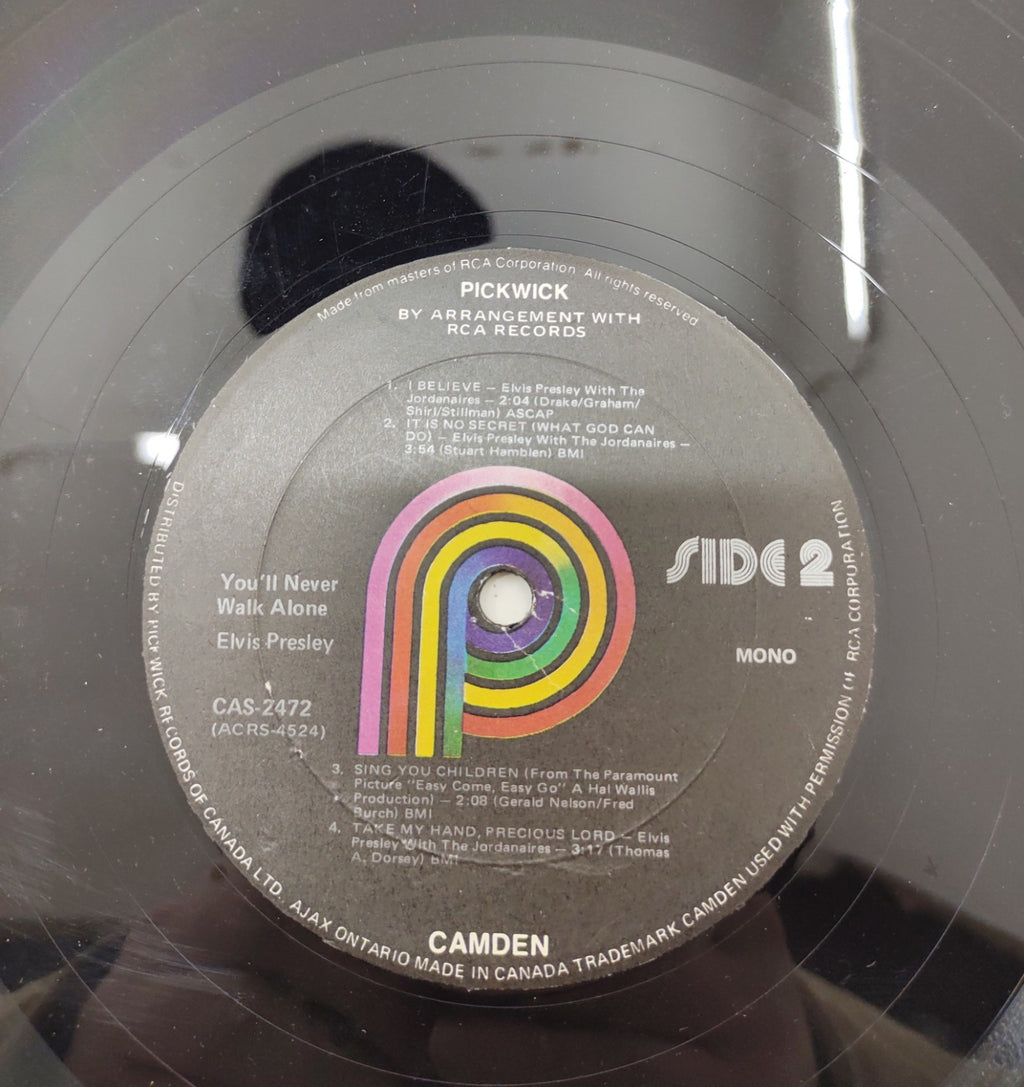 Made from masters of RCA Corporation All rights reserved
PICKWICK
BY ARRANGEMENT WITH
RCA RECORDS
1. I BELIEVE — Elvis Presley With The
Jordanaires — 2:04 (Drake/Graham/
Shirl/Stillman) ASCAP
2. IT IS NO SECRET (WHAT GOD CAN
DO) — Elvis Presley With The Jordanaires —
3:54 (Stuart Hamblen) BMI
SIDE 2
You'll Never
Walk Alone
Elvis Presley
MONO
CAS-2472
(ACRS-4524)
3. SING YOU CHILDREN (From The Paramount
Picture "Easy Come, Easy Go" A Hal Wallis
Production) — 2:08 (Gerald Nelson/Fred
Burch) BMI
4. TAKE MY HAND, PRECIOUS LORD — Elvis
Presley With The Jordanaires — 3:17 (Thomas
A. Dorsey) BMI
CAMDEN
DISTRIBUTED BY PICKWICK RECORDS OF CANADA LTD. AJAX ONTARIO MADE IN CANADA TRADEMARK CAMDEN USED WITH PERMISSION OF RCA CORPORATION